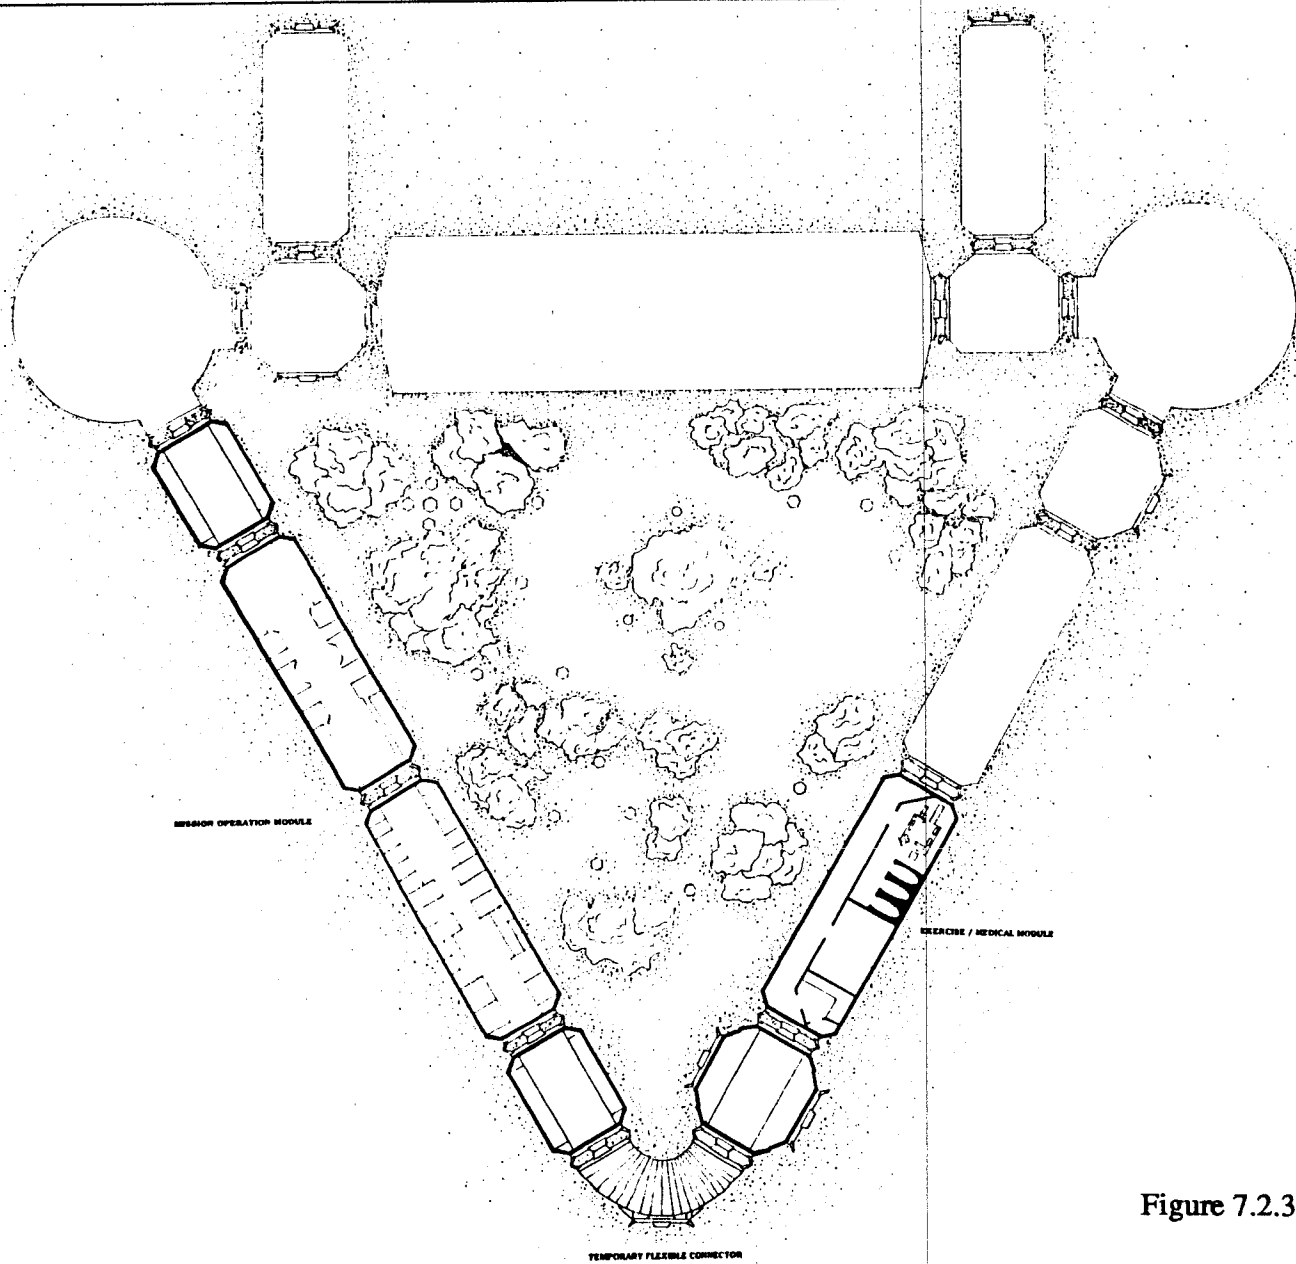 MISSION OPERATION MODULE
EXERCISE / MEDICAL MODULE
Figure 7.2.3
TEMPORARY FLEXIBLE CONNECTOR